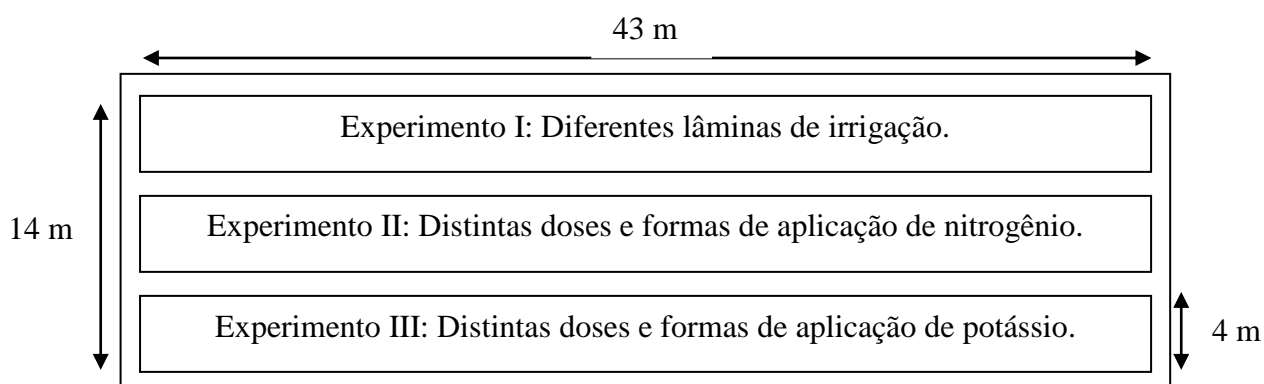 43 m
Experimento I: Diferentes lâminas de irrigação.
14 m
Experimento II: Distintas doses e formas de aplicação de nitrogênio.
Experimento III: Distintas doses e formas de aplicação de potássio.
4 m